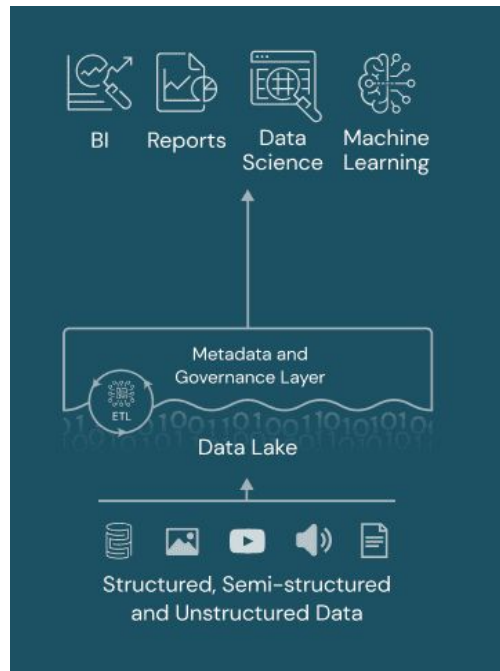 BI
Reports
Data
Science
Machine
Learning
Metadata and
Governance Layer
ETL
Data Lake
Structured, Semi-structured
and Unstructured Data